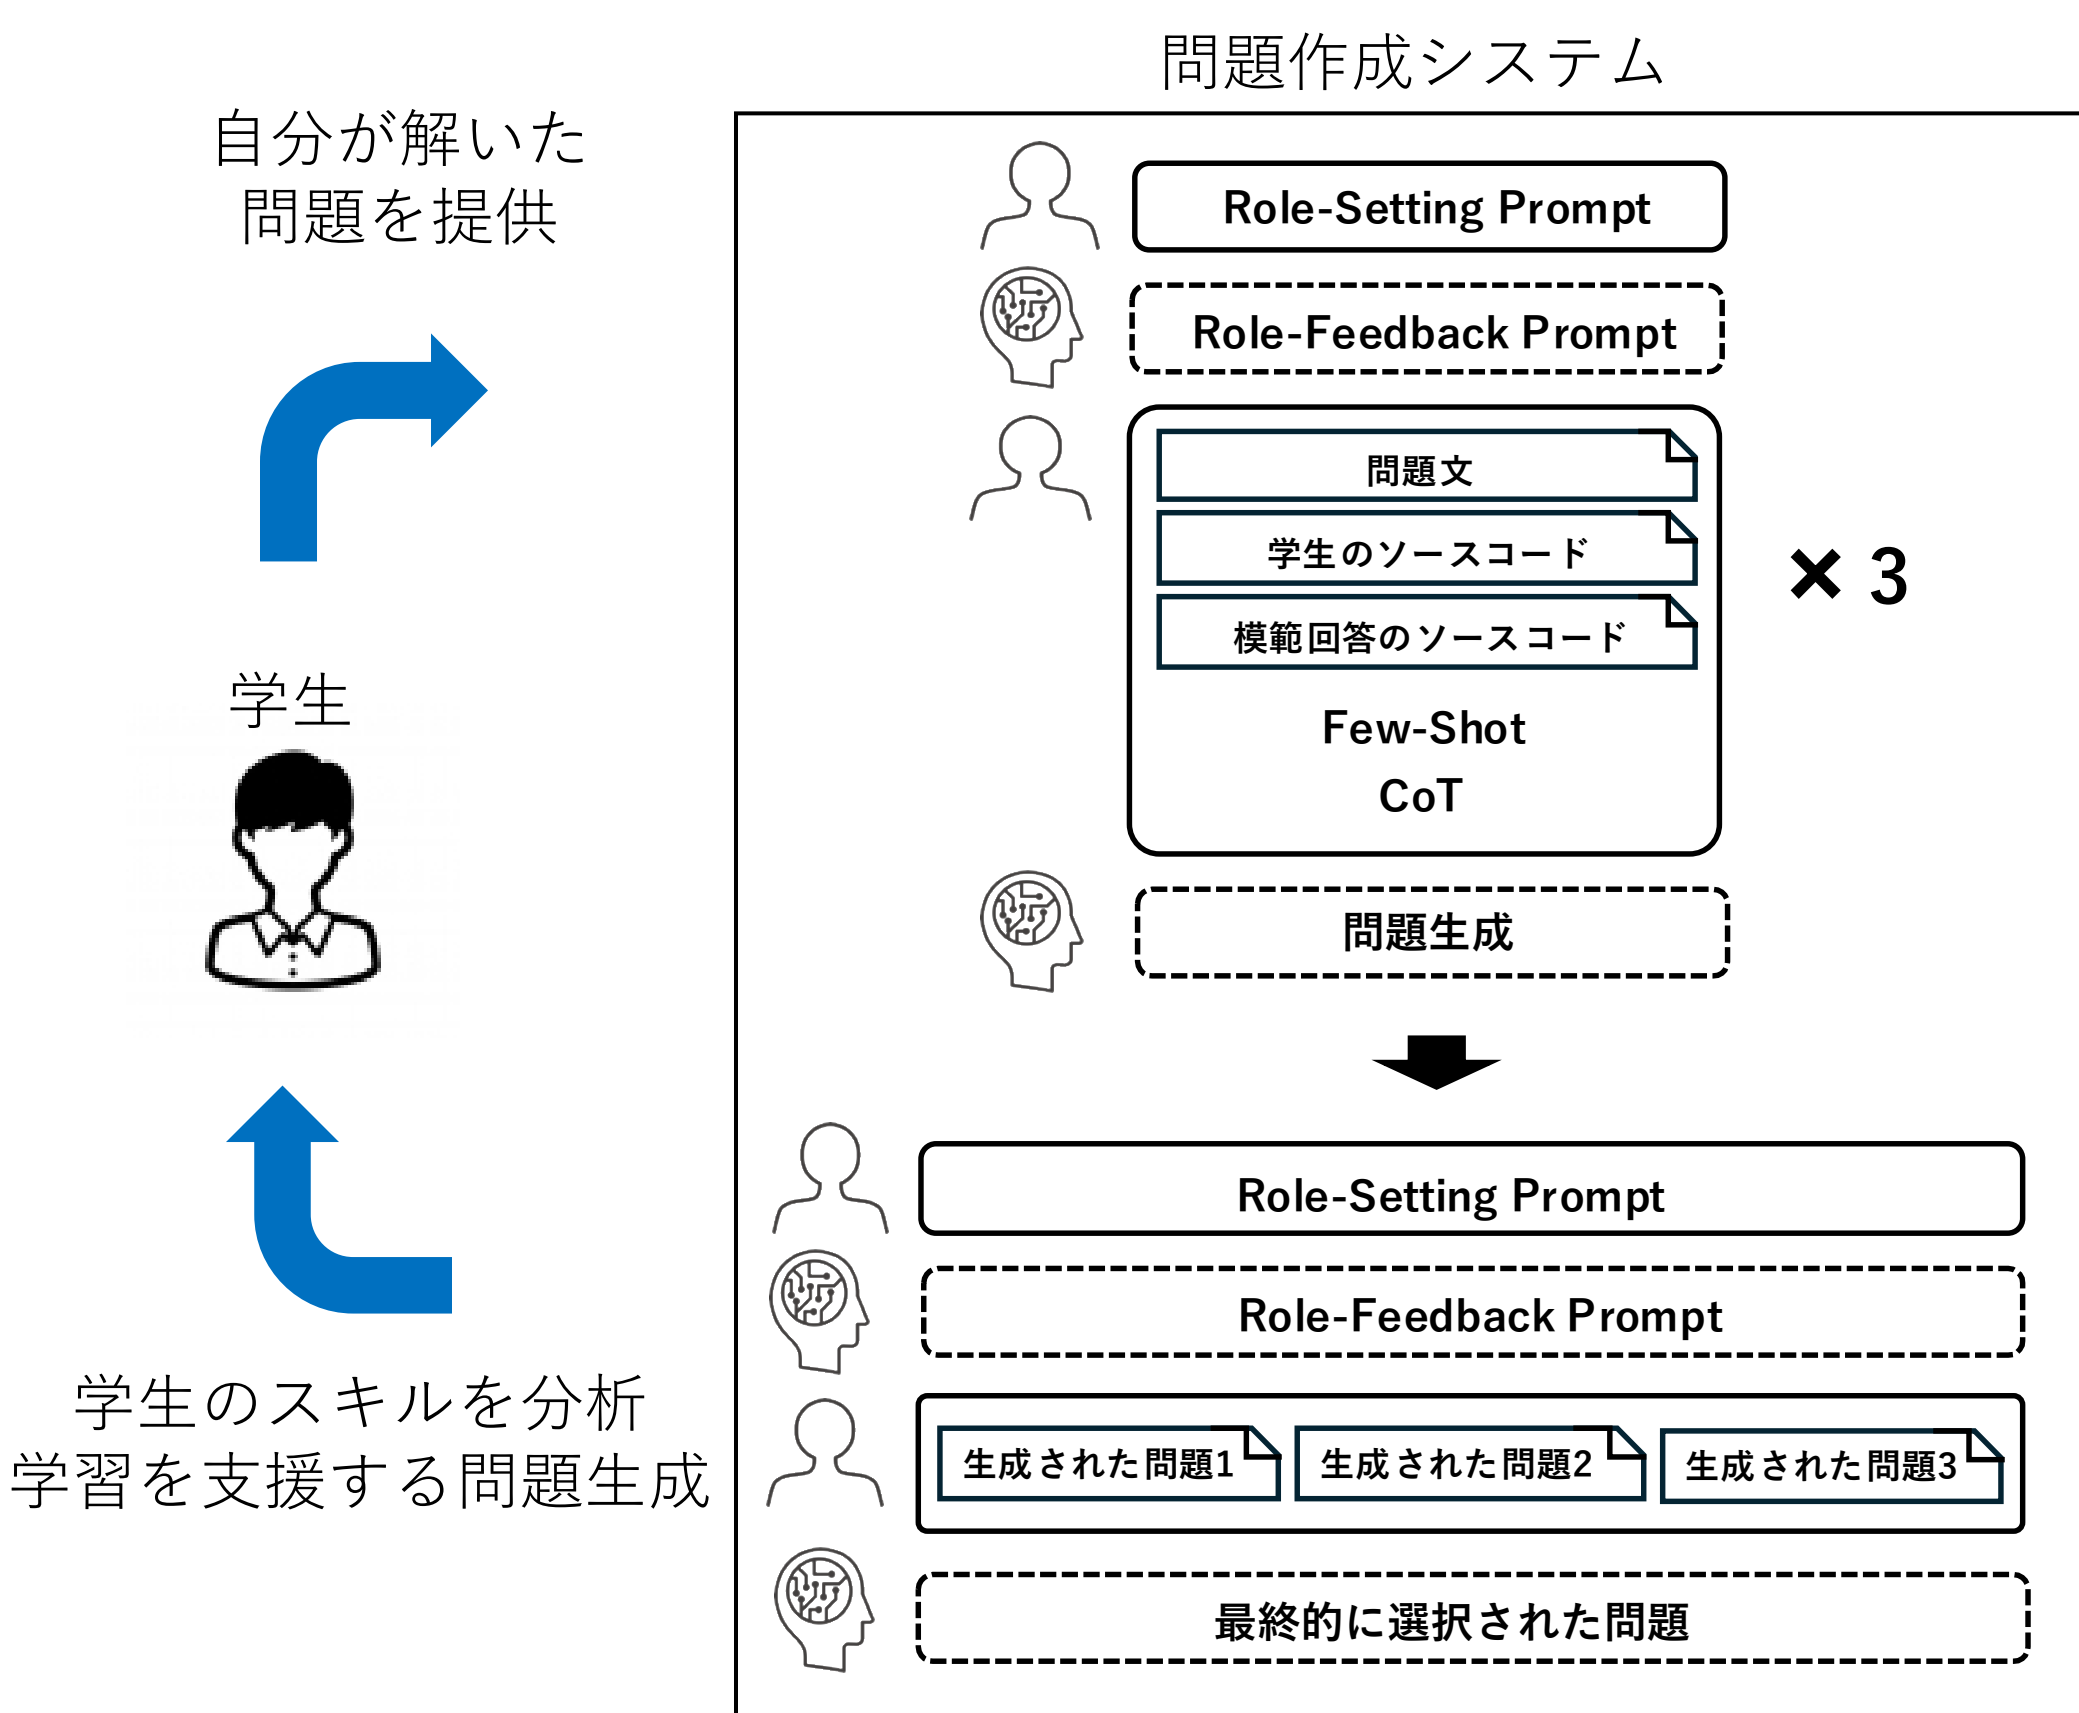 問題作成システム
自分が解いた
問題を提供
学生
学生のスキルを分析
学習を支援する問題生成
Role-Setting Prompt
Role-Feedback Prompt
問題文
学生のソースコード
模範回答のソースコード
Few-Shot
CoT
× 3
問題生成
Role-Setting Prompt
Role-Feedback Prompt
生成された問題1
生成された問題2
生成された問題3
最終的に選択された問題